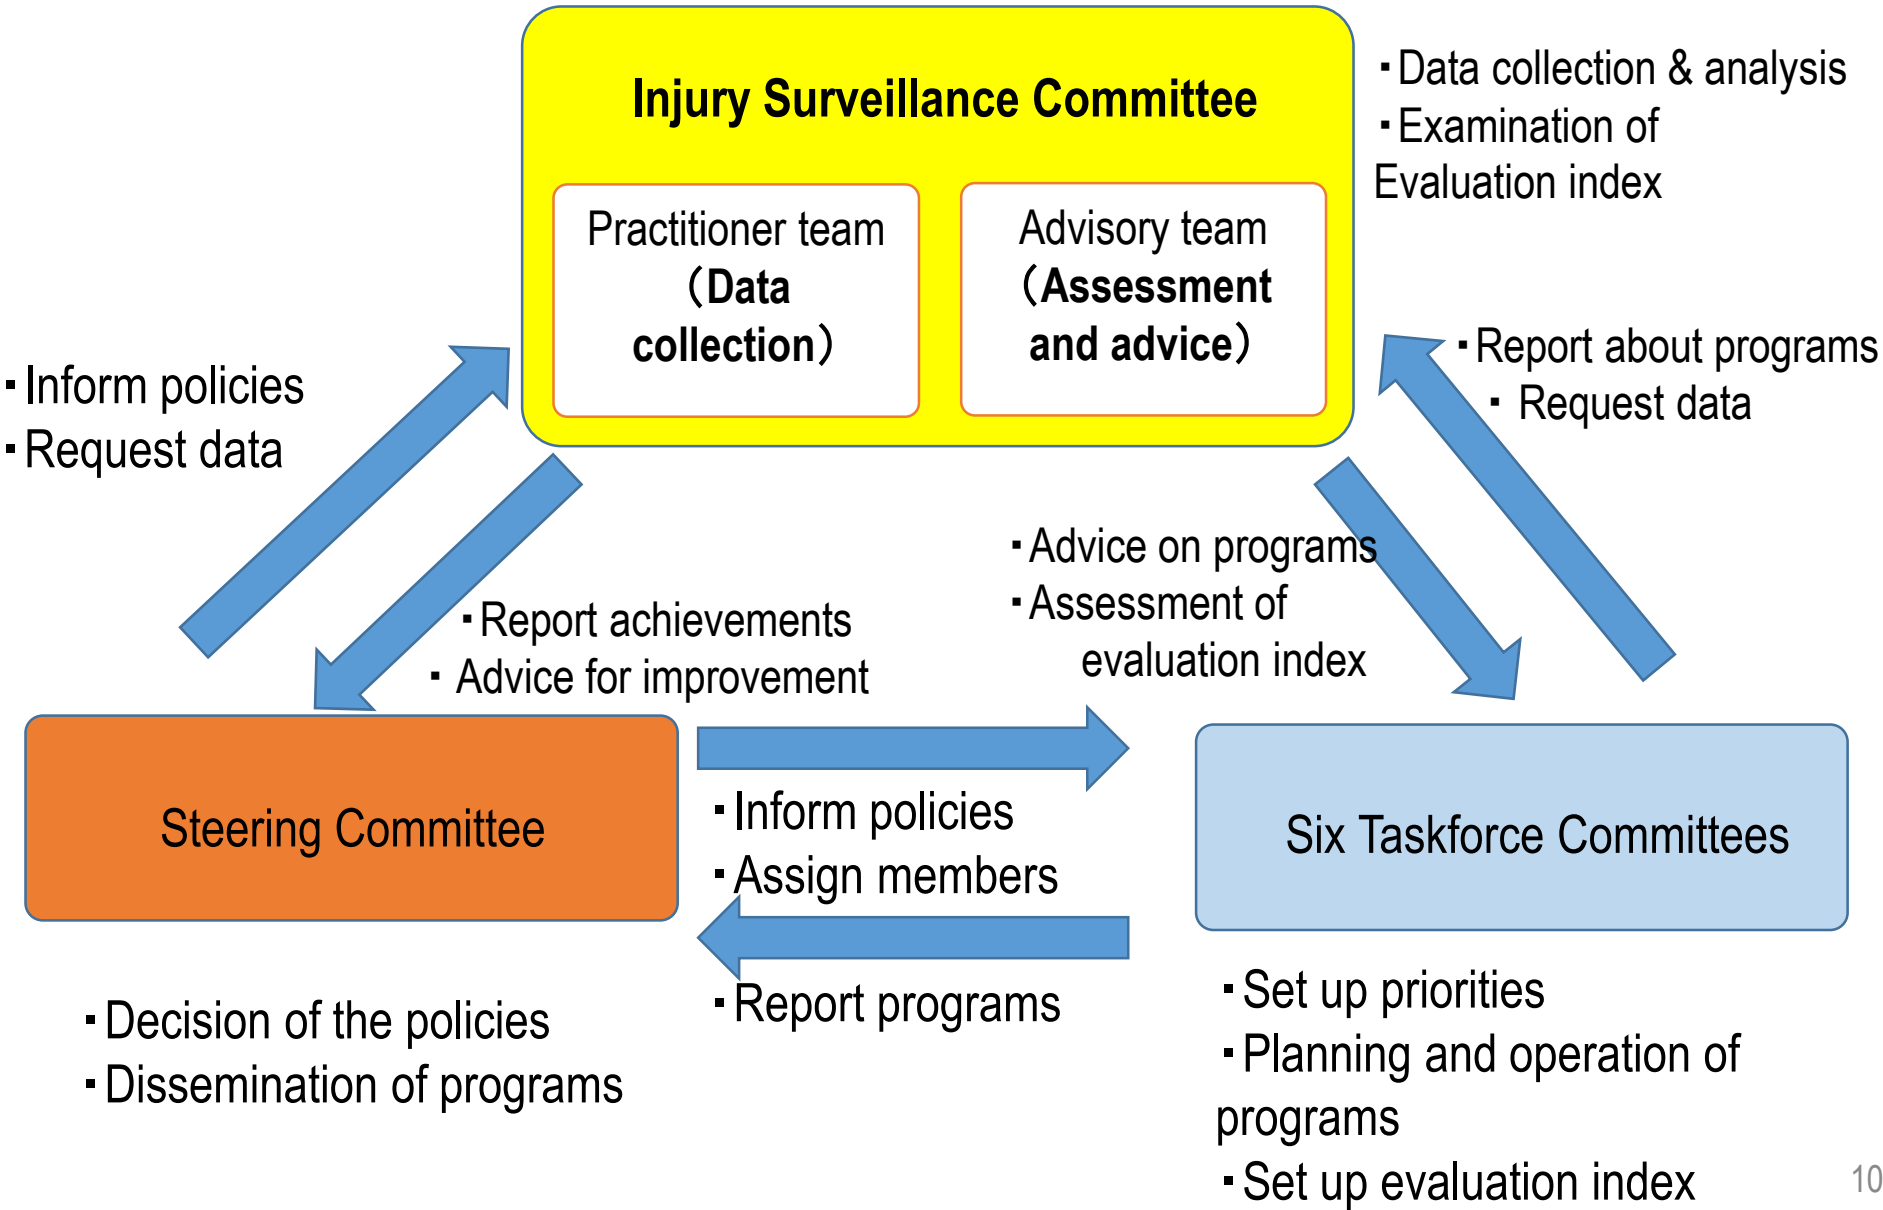 Injury Surveillance Committee
Practitioner team
（Data
collection）
Advisory team
（Assessment
and advice）
・Data collection & analysis
・Examination of
Evaluation index
・Inform policies
・Request data
・Report about programs
・ Request data
・Report achievements
・ Advice for improvement
・Advice on programs
・Assessment of
evaluation index
Steering Committee
・Inform policies
・Assign members
・Report programs
Six Taskforce Committees
・Decision of the policies
・Dissemination of programs
・Set up priorities
・Planning and operation of
programs
・Set up evaluation index
10